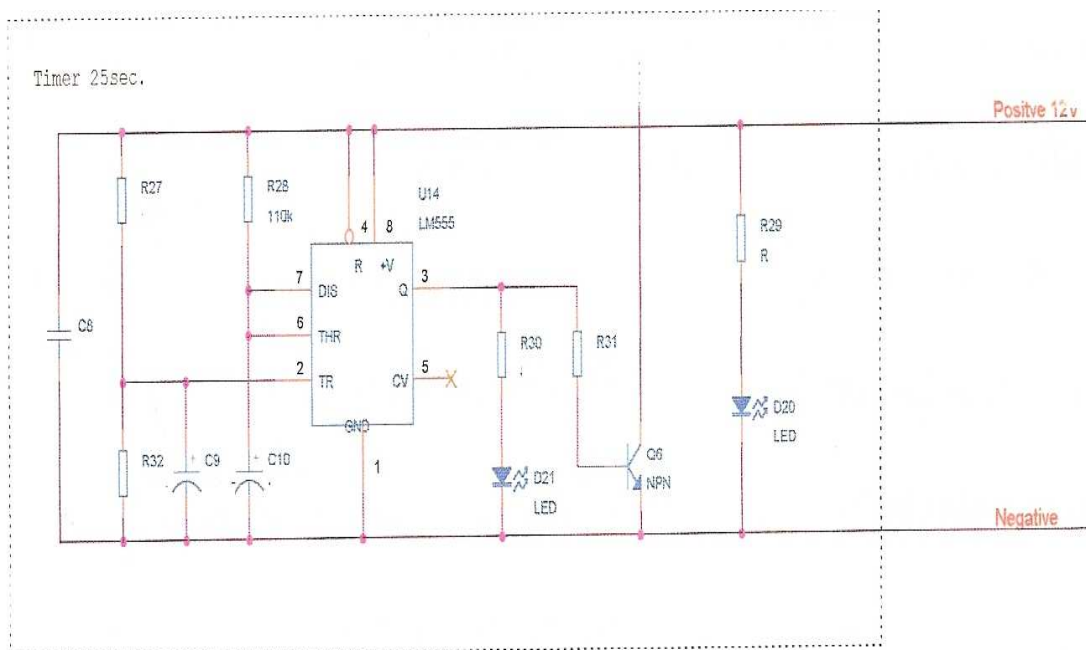 Timer 25sec.
Positve 12v
R27
R28
110k
U14
LM555
4
8
R
+V
R29
R
7
DIS
Q
3
6
THR
R30
R31
C8
2
TR
CV
5
GND
D20
LED
R32
C9
C10
1
D21
LED
Q6
NPN
Negative